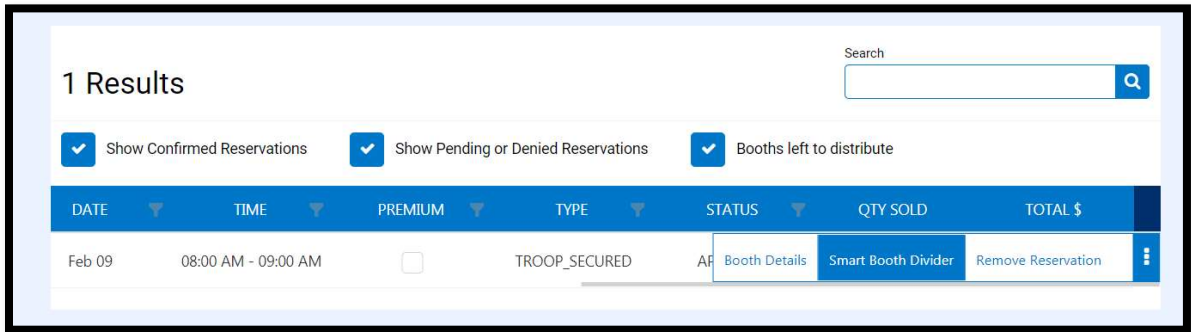 Search
1 Results
Show Confirmed Reservations Show Pending or Denied Reservations Booths left to distribute
DATE TIME PREMIUM TYPE STATUS QTY SOLD TOTAL $
Feb 09 08:00 AM - 09:00 AM TROOP_SECURED Booth Details Smart Booth Divider Remove Reservation